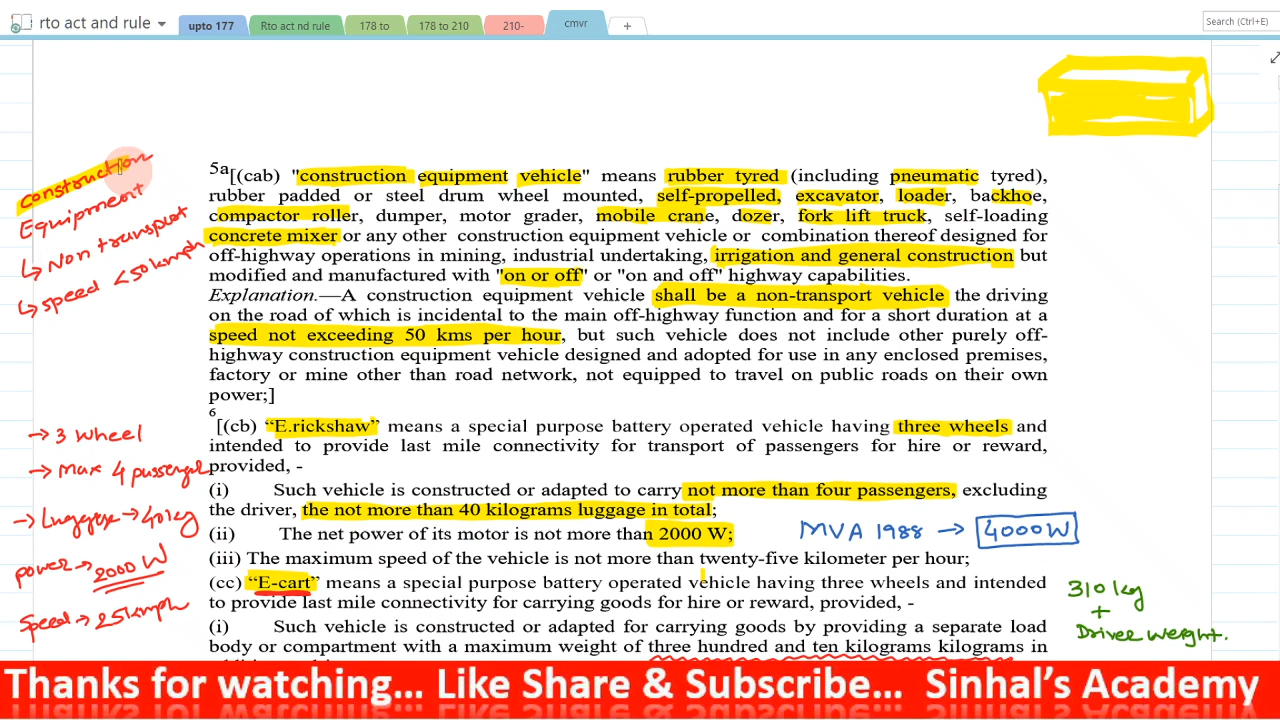 rto act and rule
upto 177
Rto act nd rule
178 to
178 to 210
210-
cmvr
+
Search (Ctrl+E)
construction
Equipment
↳ Non transport
↳ speed <50kmph
5a[(cab) "construction equipment vehicle" means rubber tyred (including pneumatic tyred),
rubber padded or steel drum wheel mounted, self-propelled, excavator, loader, backhoe,
compactor roller, dumper, motor grader, mobile crane, dozer, fork lift truck, self-loading
concrete mixer or any other construction equipment vehicle or combination thereof designed for
off-highway operations in mining, industrial undertaking, irrigation and general construction but
modified and manufactured with "on or off" or "on and off" highway capabilities.
Explanation.—A construction equipment vehicle shall be a non-transport vehicle the driving
on the road of which is incidental to the main off-highway function and for a short duration at a
speed not exceeding 50 kms per hour, but such vehicle does not include other purely off-
highway construction equipment vehicle designed and adopted for use in any enclosed premises,
factory or mine other than road network, not equipped to travel on public roads on their own
power;]
6
[(cb) “E.rickshaw” means a special purpose battery operated vehicle having three wheels and
intended to provide last mile connectivity for transport of passengers for hire or reward,
provided, -
(i) Such vehicle is constructed or adapted to carry not more than four passengers, excluding
the driver, the not more than 40 kilograms luggage in total;
(ii) The net power of its motor is not more than 2000 W;
(iii) The maximum speed of the vehicle is not more than twenty-five kilometer per hour;
(cc) “E-cart” means a special purpose battery operated vehicle having three wheels and intended
to provide last mile connectivity for carrying goods for hire or reward, provided, -
(i) Such vehicle is constructed or adapted for carrying goods by providing a separate load
body or compartment with a maximum weight of three hundred and ten kilograms kilograms in
→ 3 wheel
→ Max 4 passenger
→ Luggage → 40kg
power → 2000 W
Speed → 25kmph
MVA 1988 → 4000W
310kg
+
Driver weight.
Thanks for watching... Like Share & Subscribe... Sinhal’s Academy